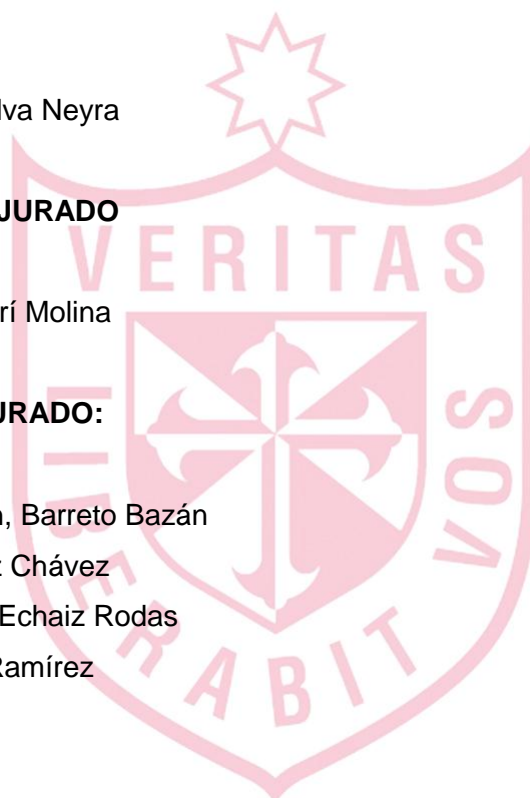 lva Neyra
JURADO
rí Molina
URADO:
n, Barreto Bazán
z Chávez
Echaiz Rodas
Ramírez
VERITAS
LIBERABIT
VOS